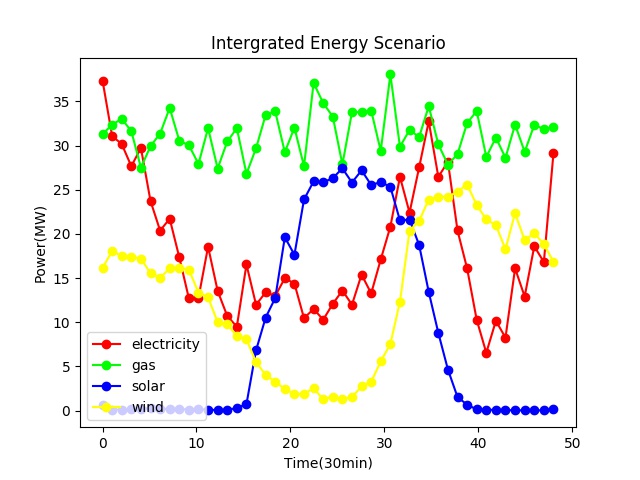 Intergrated Energy Scenario
Power(MW)
35
30
25
20
15
10
5
0
electricity
gas
solar
wind
0 10 20 30 40 50
Time(30min)